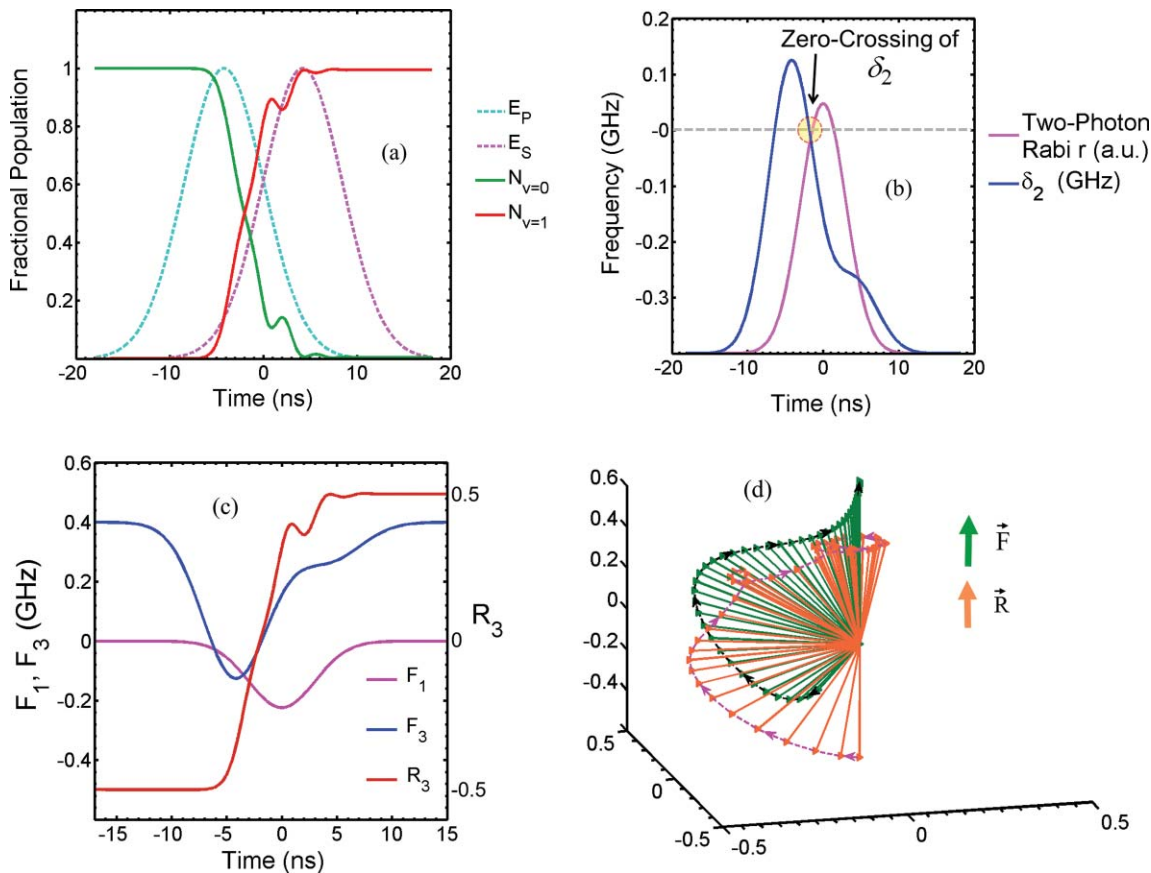 (a)
Fractional Population
1
0.8
0.6
0.4
0.2
-20
-10
0
10
20
Time (ns)
E_P
E_S
N_{v=0}
N_{v=1}
(b)
Zero-Crossing of
δ_2
Frequency (GHz)
0.2
0.1
-0
-0.1
-0.2
-0.3
-20
-10
0
10
20
Time (ns)
Two-Photon
Rabi r (a.u.)
δ_2 (GHz)
(c)
F_1, F_3 (GHz)
0.6
0.4
0.2
0
-0.2
-0.4
0.5
0
-0.5
R_3
F_1
F_3
R_3
-15
-10
-5
0
5
10
15
Time (ns)
(d)
0.6
0.4
0.2
0
-0.2
-0.4
0.5
0
-0.5
-0.5
0
0.5
F⃗
R⃗